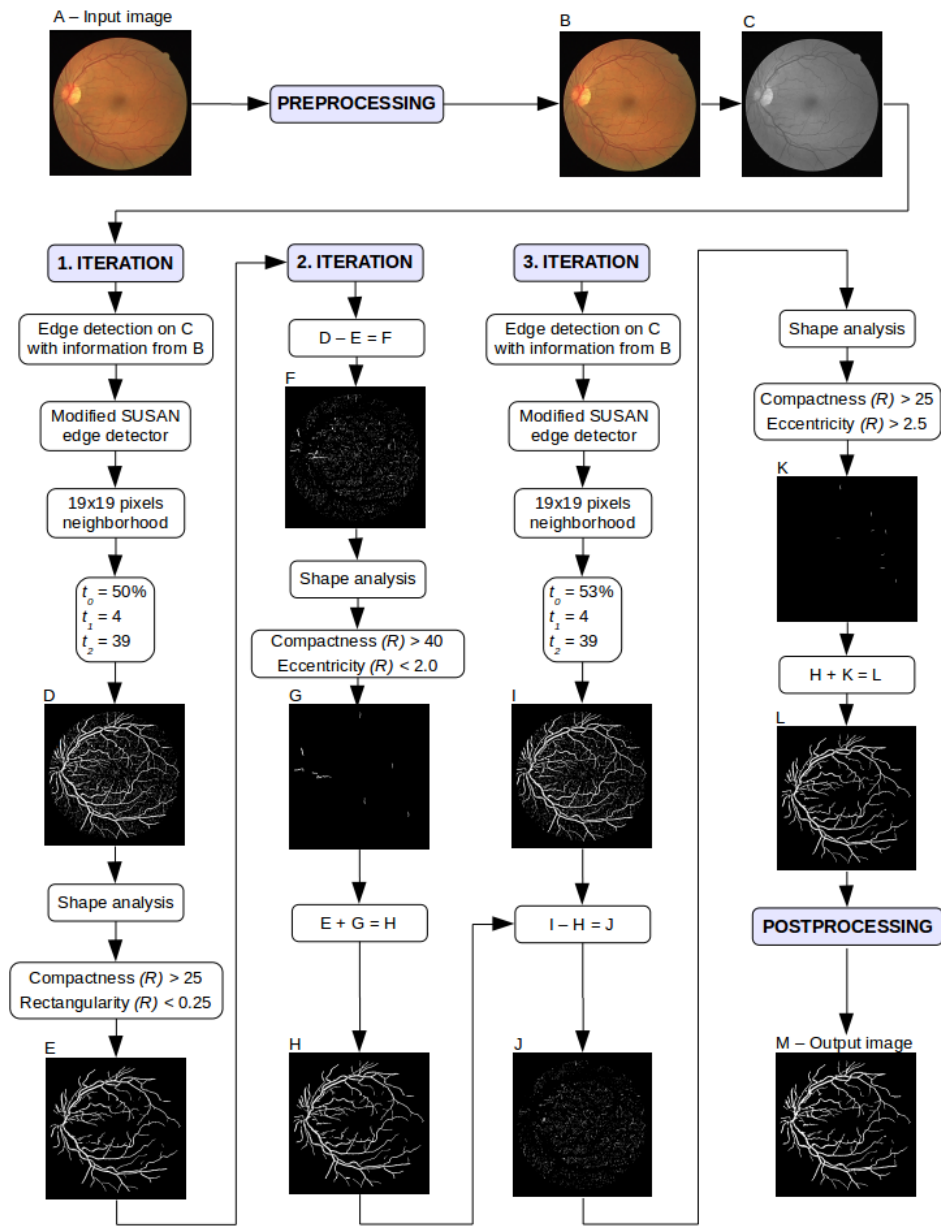 A – Input image
PREPROCESSING
B
C
1. ITERATION
Edge detection on C
with information from B
Modified SUSAN
edge detector
19x19 pixels
neighborhood
t0 = 50%
t1 = 4
t2 = 39
D
Shape analysis
Compactness (R) > 25
Rectangularity (R) < 0.25
E
2. ITERATION
D – E = F
F
Shape analysis
Compactness (R) > 40
Eccentricity (R) < 2.0
G
E + G = H
H
3. ITERATION
Edge detection on C
with information from B
Modified SUSAN
edge detector
19x19 pixels
neighborhood
t0 = 53%
t1 = 4
t2 = 39
I
I – H = J
J
Shape analysis
Compactness (R) > 25
Eccentricity (R) > 2.5
K
H + K = L
L
POSTPROCESSING
M – Output image